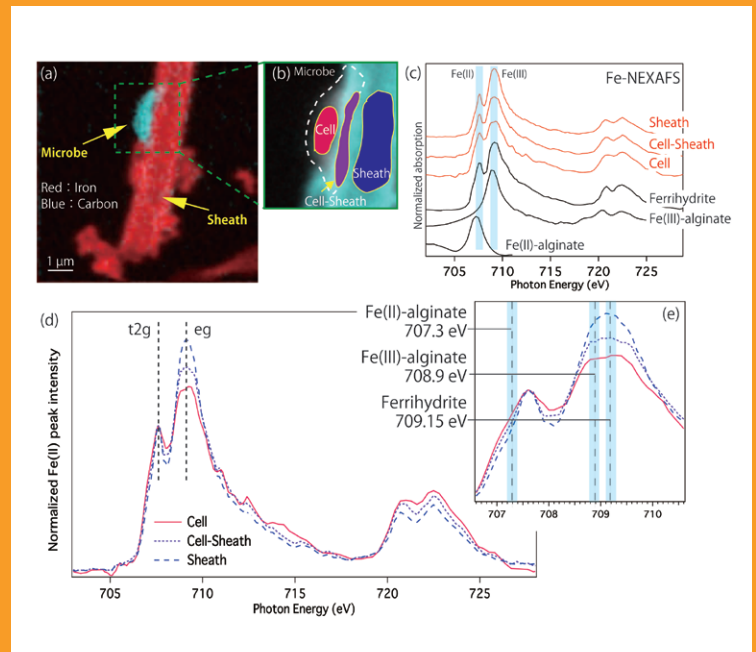 (a)
Microbe
Red : Iron
Blue : Carbon
Sheath
1 μm
(b)
Microbe
Cell
Sheath
Cell-Sheath
(c)
Fe(II)
Fe(III)
Fe-NEXAFS
Sheath
Cell-Sheath
Cell
Ferrihydrite
Fe(III)-alginate
Fe(II)-alginate
Normalized absorption
705 710 715 720 725
Photon Energy (eV)
(d)
t2g
eg
Normalized Fe(II) peak intensity
Cell
Cell-Sheath
Sheath
705 710 715 720 725
Photon Energy (eV)
(e)
Fe(II)-alginate
707.3 eV
Fe(III)-alginate
708.9 eV
Ferrihydrite
709.15 eV
707 708 709 710